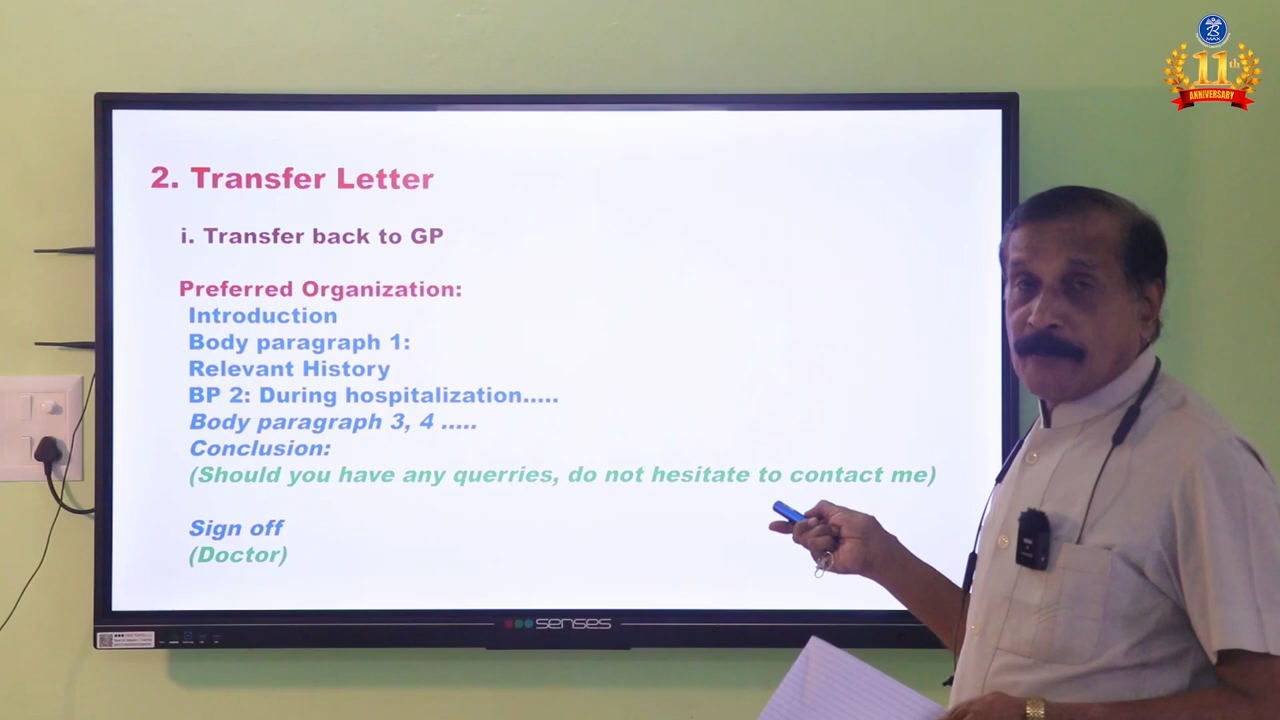 B
MAX
11th
ANNIVERSARY
2. Transfer Letter
i. Transfer back to GP
Preferred Organization:
Introduction
Body paragraph 1:
Relevant History
BP 2: During hospitalization.....
Body paragraph 3, 4 .....
Conclusion:
(Should you have any querries, do not hesitate to contact me)
Sign off
(Doctor)
senses